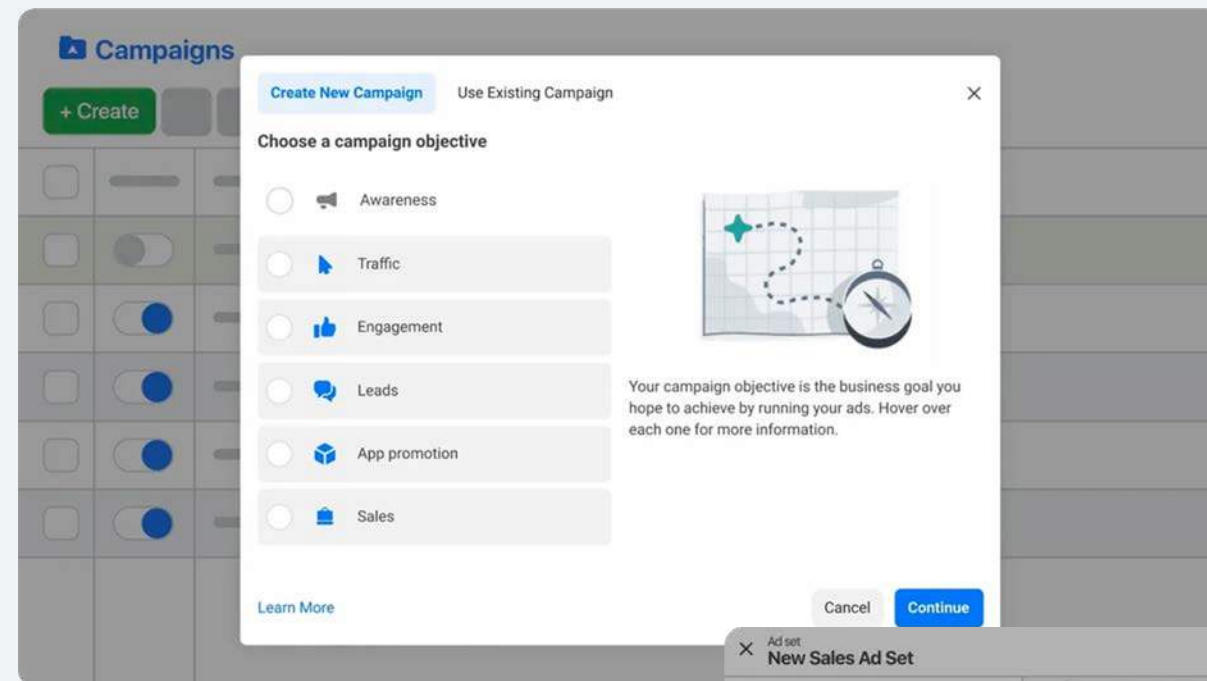 Campaigns
+ Create
Create New Campaign
Use Existing Campaign
Choose a campaign objective
Awareness
Traffic
Engagement
Leads
App promotion
Sales
Your campaign objective is the business goal you
hope to achieve by running your ads. Hover over
each one for more information.
Learn More
Cancel
Continue
Ad set
New Sales Ad Set